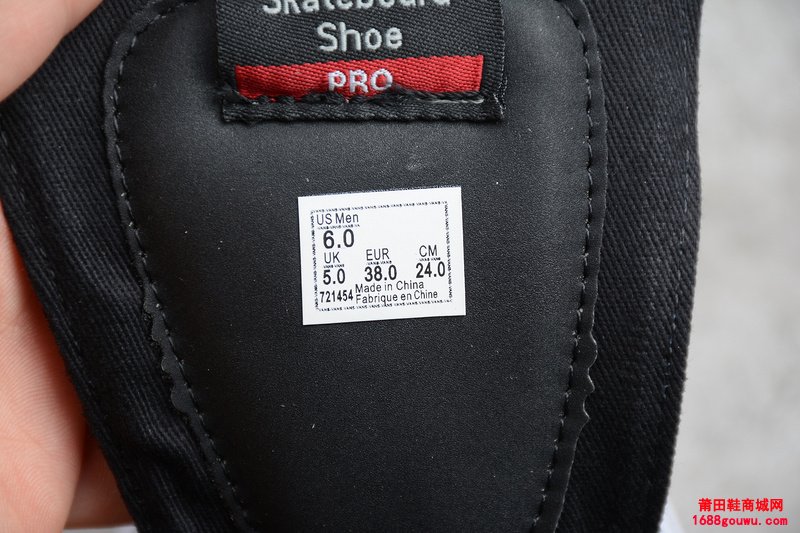 Skateboard
Shoe
PRO
US Men
6.0
UK EUR CM
5.0 38.0 24.0
721454 Made in China
Fabrique en Chine
莆田鞋商城网
1688gouwu.com